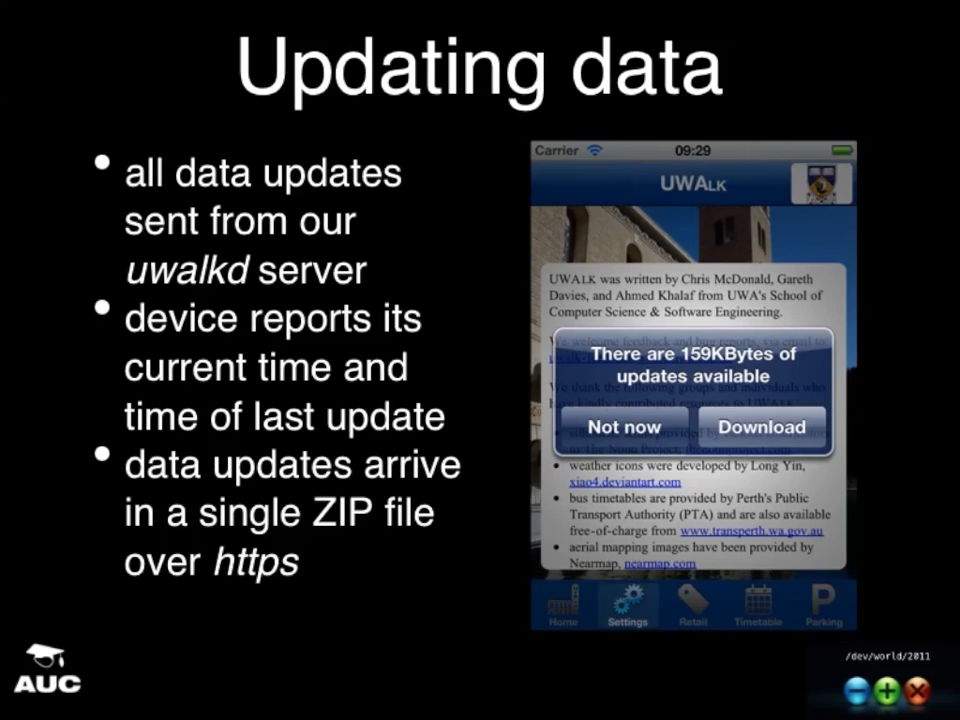 Updating data
• all data updates
sent from our
uwalkd server
• device reports its
current time and
time of last update
• data updates arrive
in a single ZIP file
over https
Carrier 09:29
UWALK
UWALK was written by Chris McDonald, Gareth
Davies, and Ahmed Khalaf from UWA's School of
Computer Science & Software Engineering.
There are 159KBytes of
updates available
Not now Download
• weather icons were developed by Long Yin,
xiao4.deviantart.com
• bus timetables are provided by Perth's Public
Transport Authority (PTA) and are also available
free-of-charge from www.transperth.wa.gov.au
• aerial mapping images have been provided by
Nearmap, nearmap.com
Home Settings Retail Timetable Parking
AUC
/dev/world/2011